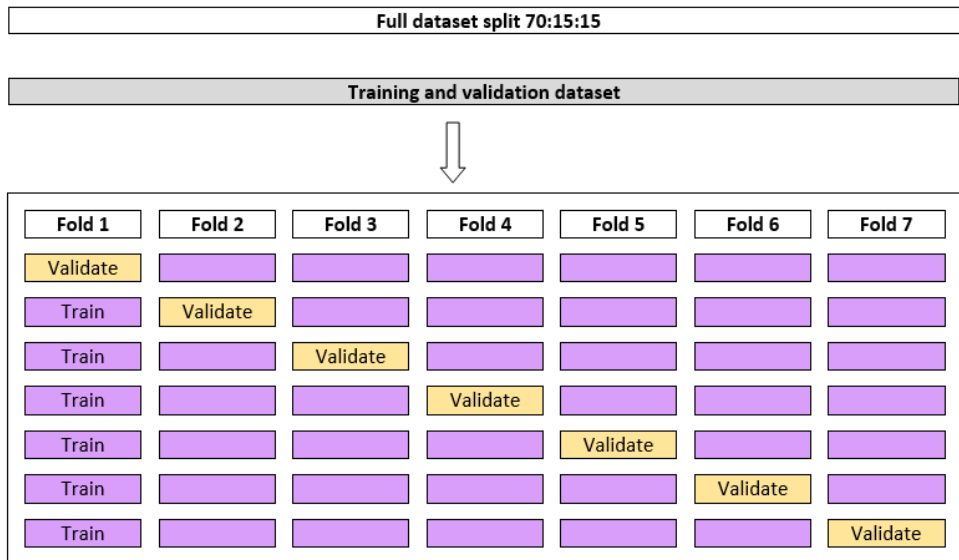 Full dataset split 70:15:15
Training and validation dataset
Fold 1 Fold 2 Fold 3 Fold 4 Fold 5 Fold 6 Fold 7
Validate
Train Validate
Train Validate
Train Validate
Train Validate
Train Validate
Train Validate